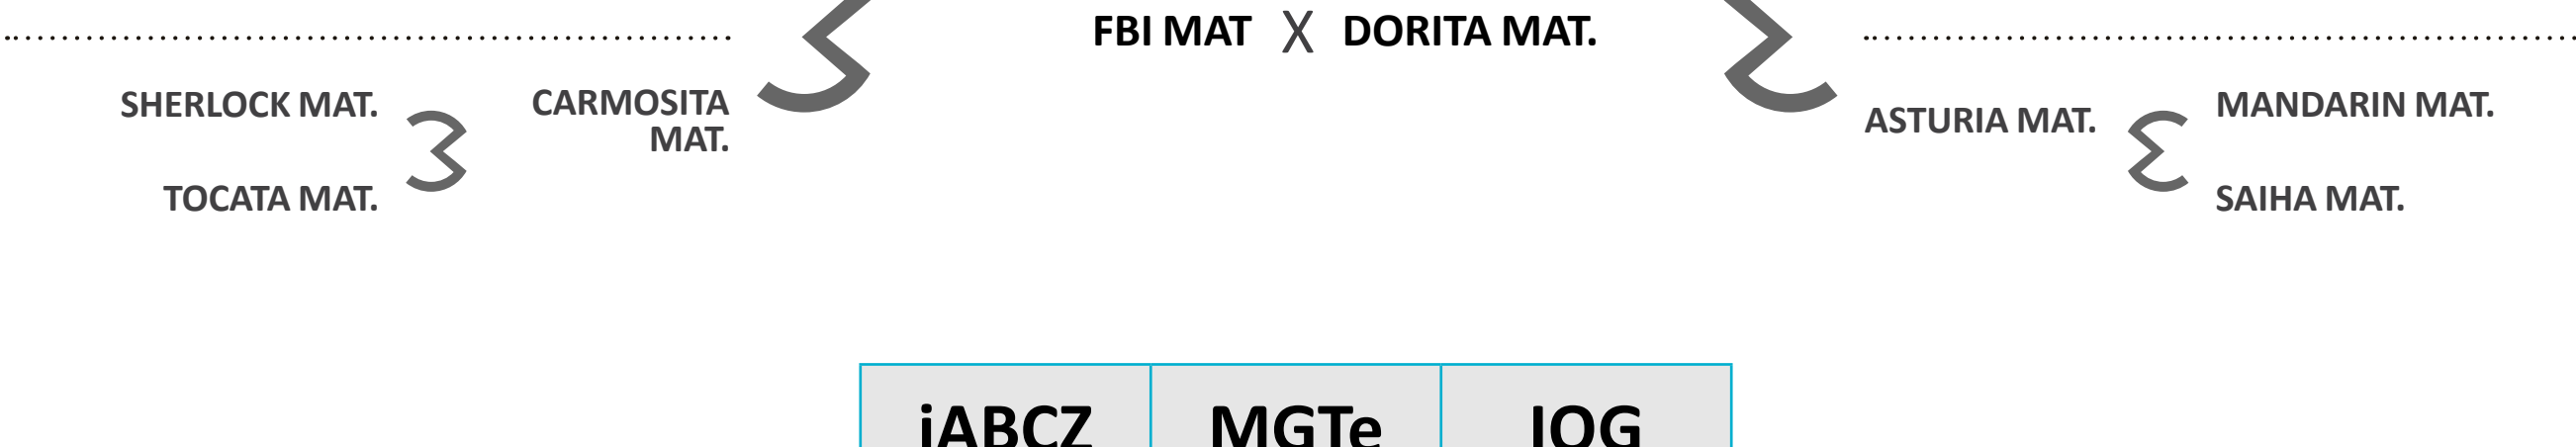 FBI MAT X DORITA MAT.
SHERLOCK MAT.
TOCATA MAT.
CARMOSITA
MAT.
ASTURIA MAT.
MANDARIN MAT.
SAIHA MAT.
iABCZ MGTe IQG